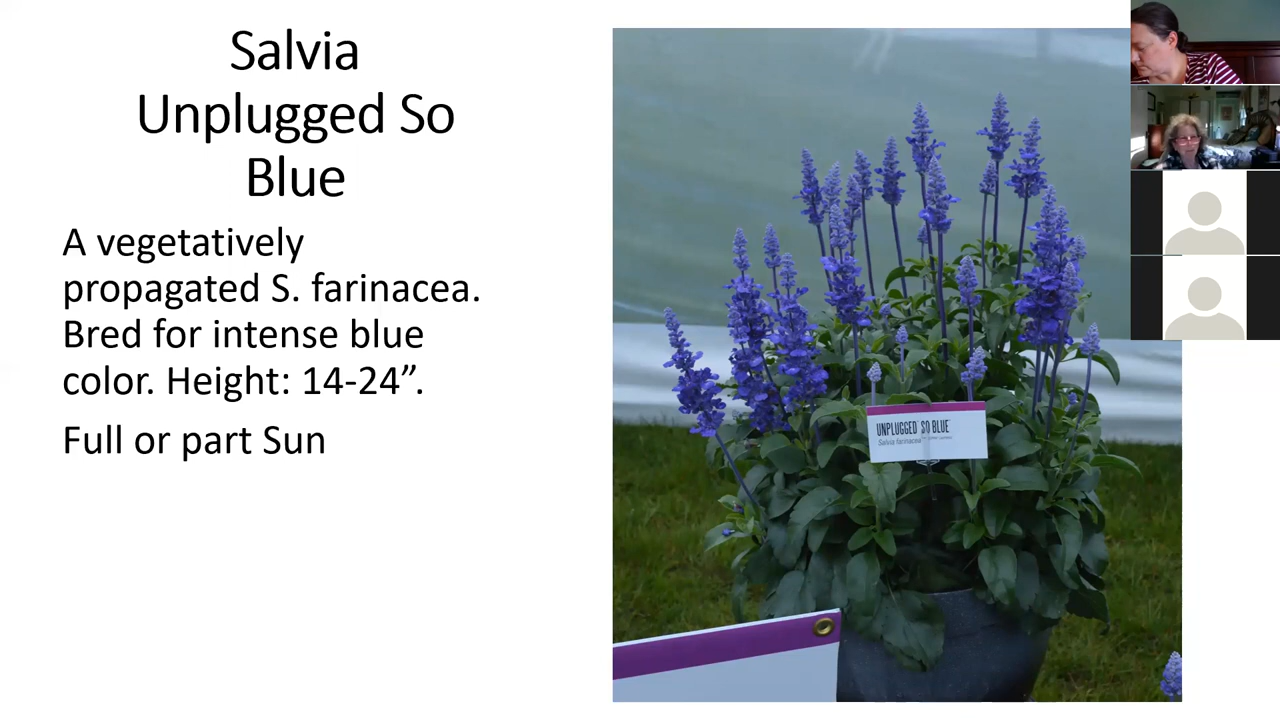 Salvia
Unplugged So
Blue
A vegetatively
propagated S. farinacea.
Bred for intense blue
color. Height: 14-24”.
Full or part Sun
UNPLUGGED SO BLUE
Salvia farinacea